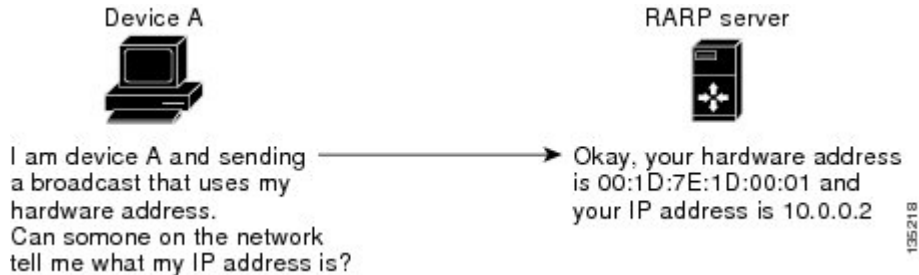 Device A
RARP server
I am device A and sending
a broadcast that uses my
hardware address.
Can somone on the network
tell me what my IP address is?
Okay, your hardware address
is 00:1D:7E:1D:00:01 and
your IP address is 10.0.0.2
135218